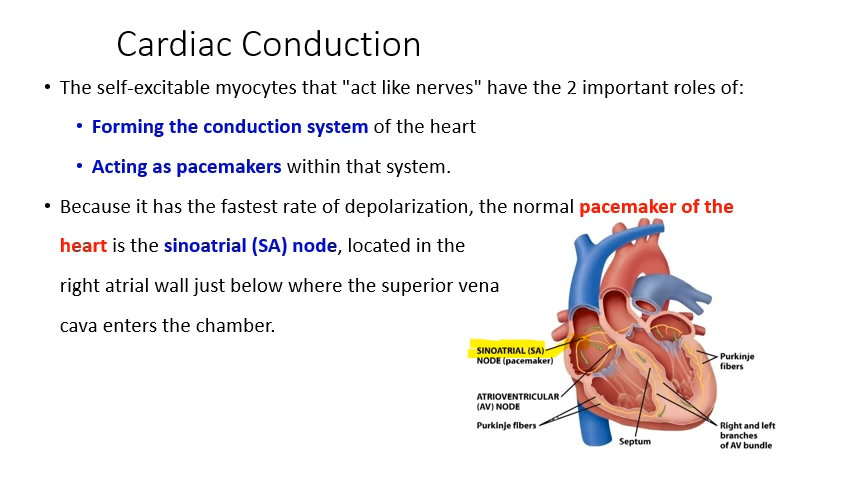 Cardiac Conduction
• The self-excitable myocytes that "act like nerves" have the 2 important roles of:
• Forming the conduction system of the heart
• Acting as pacemakers within that system.
• Because it has the fastest rate of depolarization, the normal pacemaker of the
heart is the sinoatrial (SA) node, located in the
right atrial wall just below where the superior vena
cava enters the chamber.
SINOATRIAL (SA)
NODE (pacemaker)
ATRIOVENTRICULAR
(AV) NODE
Purkinje fibers
Septum
Purkinje
fibers
Right and left
branches
of AV bundle